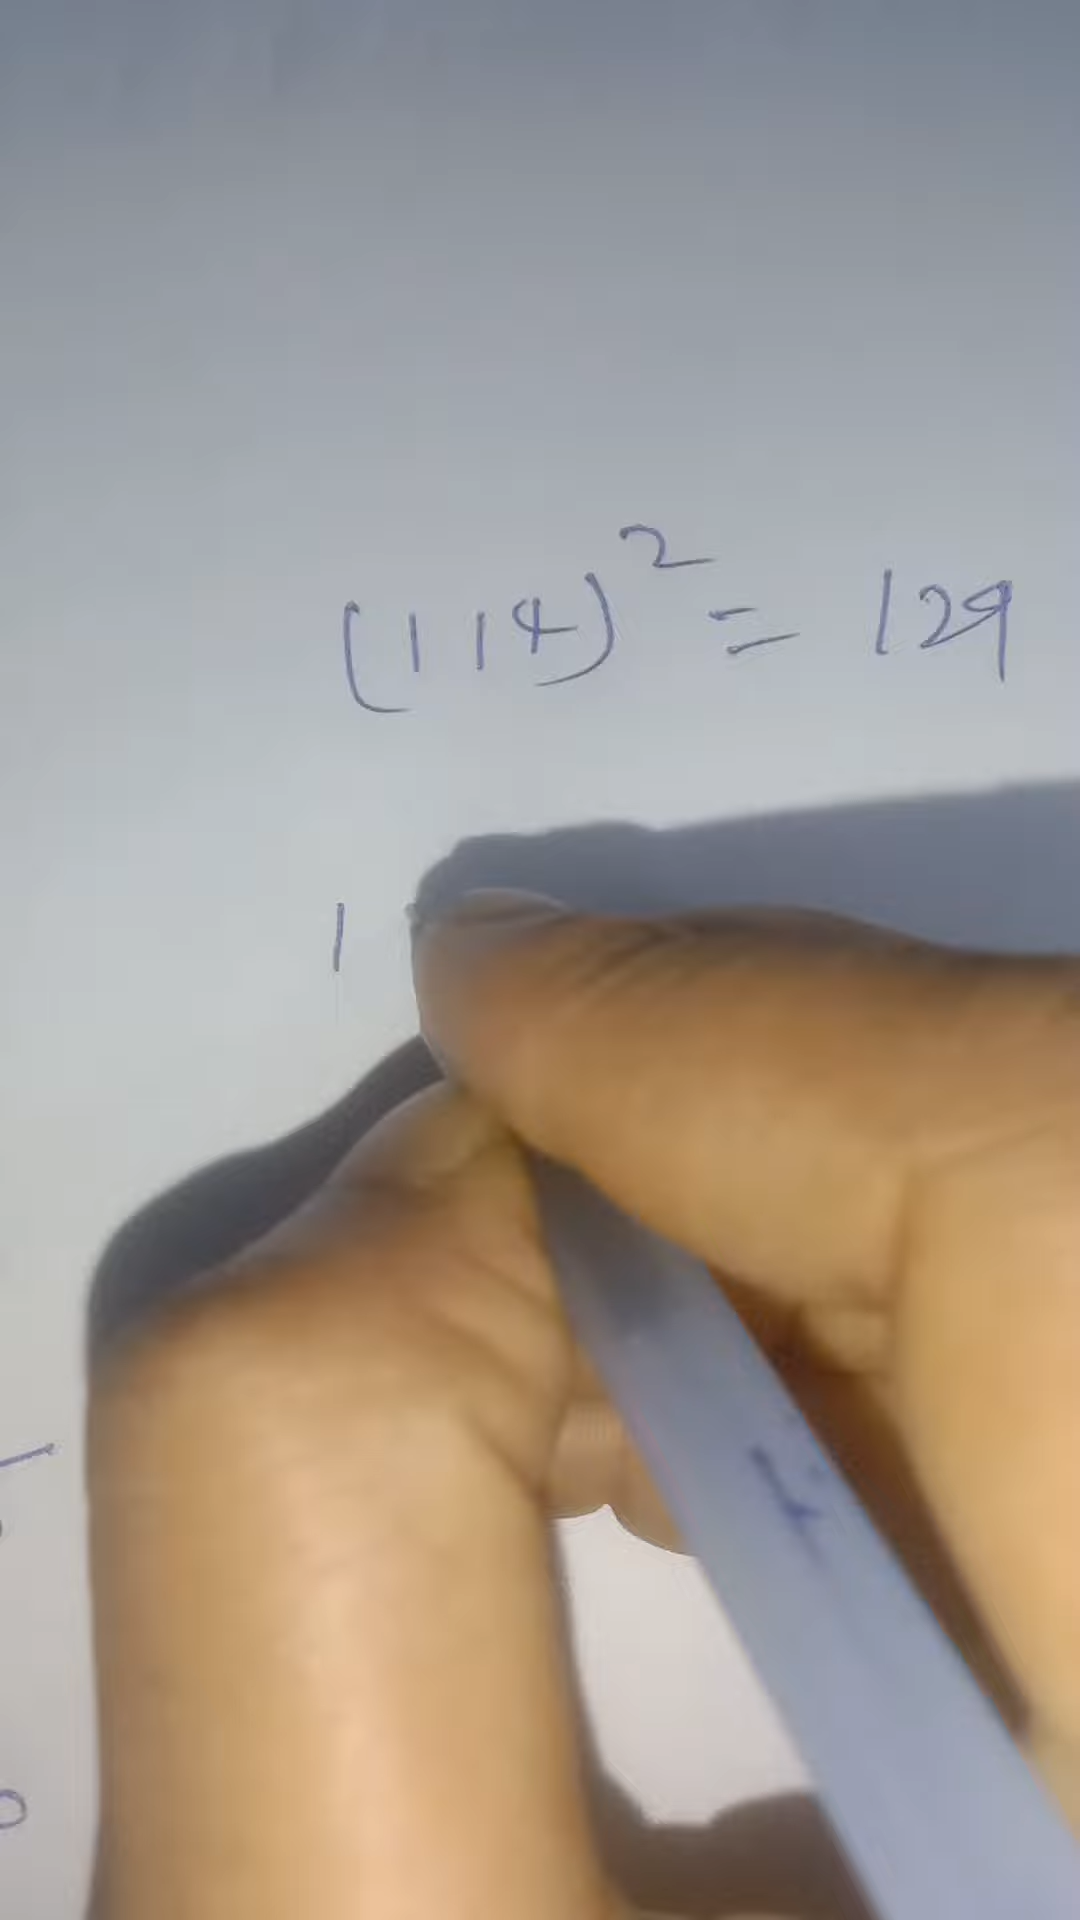 (114)² = 129
1